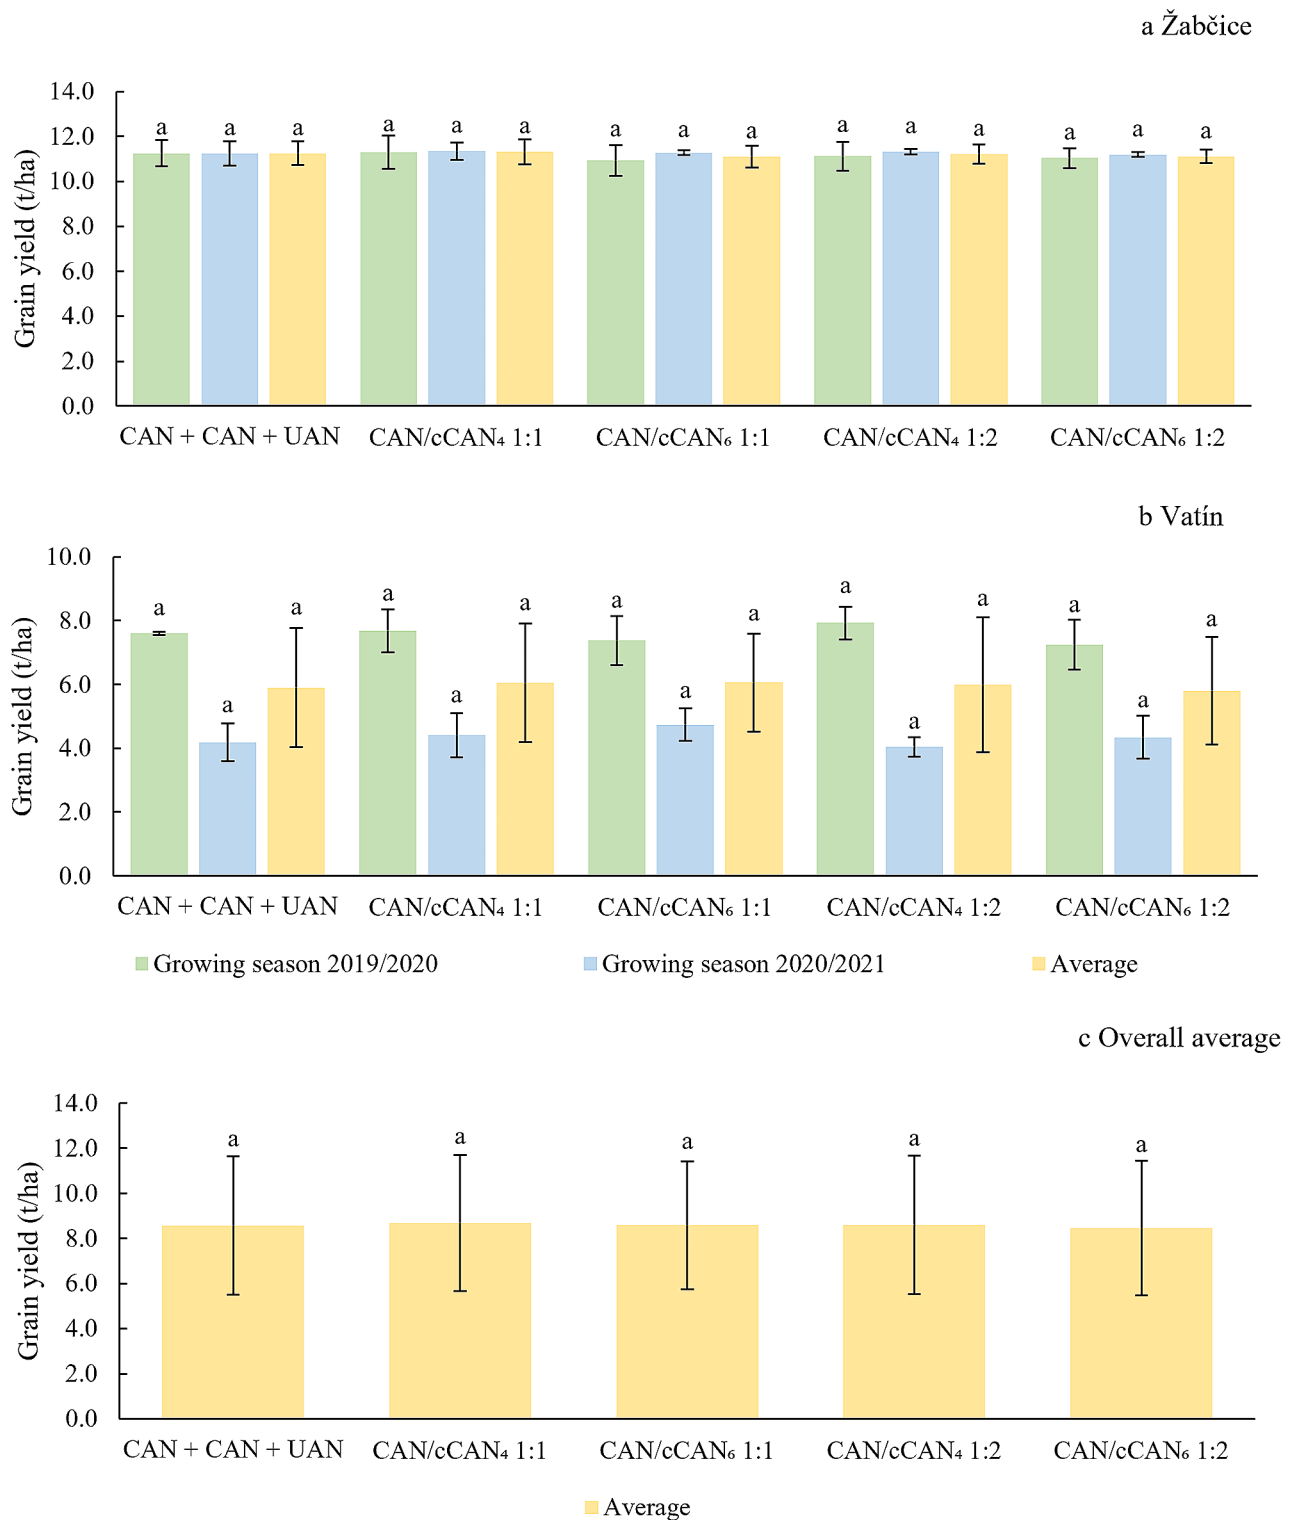 a Žabčice
Grain yield (t/ha)
14.0
12.0
10.0
8.0
6.0
4.0
2.0
0.0
a a a a a a a a a a a a a a a
CAN + CAN + UAN CAN/cCAN₄ 1:1 CAN/cCAN₆ 1:1 CAN/cCAN₄ 1:2 CAN/cCAN₆ 1:2
b Vatín
Grain yield (t/ha)
10.0
8.0
6.0
4.0
2.0
0.0
a a a a a a a a a a a a a a a
CAN + CAN + UAN CAN/cCAN₄ 1:1 CAN/cCAN₆ 1:1 CAN/cCAN₄ 1:2 CAN/cCAN₆ 1:2
Growing season 2019/2020 Growing season 2020/2021 Average
c Overall average
Grain yield (t/ha)
14.0
12.0
10.0
8.0
6.0
4.0
2.0
0.0
a a a a a
CAN + CAN + UAN CAN/cCAN₄ 1:1 CAN/cCAN₆ 1:1 CAN/cCAN₄ 1:2 CAN/cCAN₆ 1:2
Average